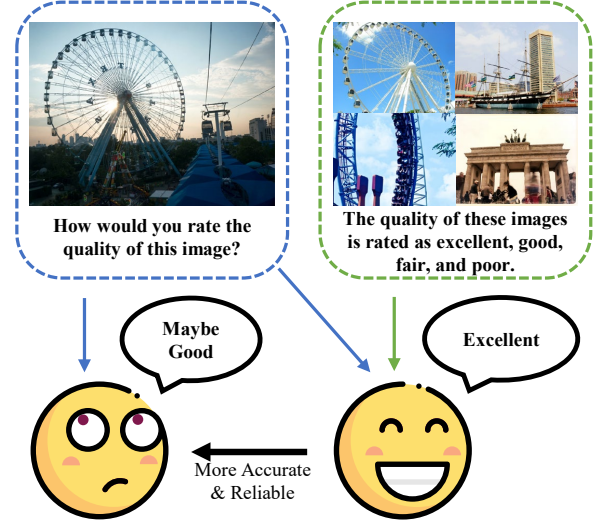 How would you rate the
quality of this image?
The quality of these images
is rated as excellent, good,
fair, and poor.
Maybe
Good
Excellent
More Accurate
& Reliable